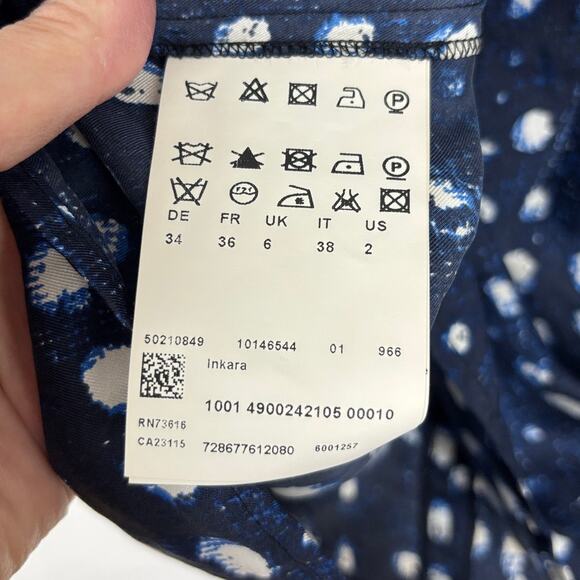 P
P
DE FR UK IT US
34 36 6 38 2
50210849 10146544 01 966
Inkara
1001 4900242105 00010
RN73616
CA23115 728677612080 6001257